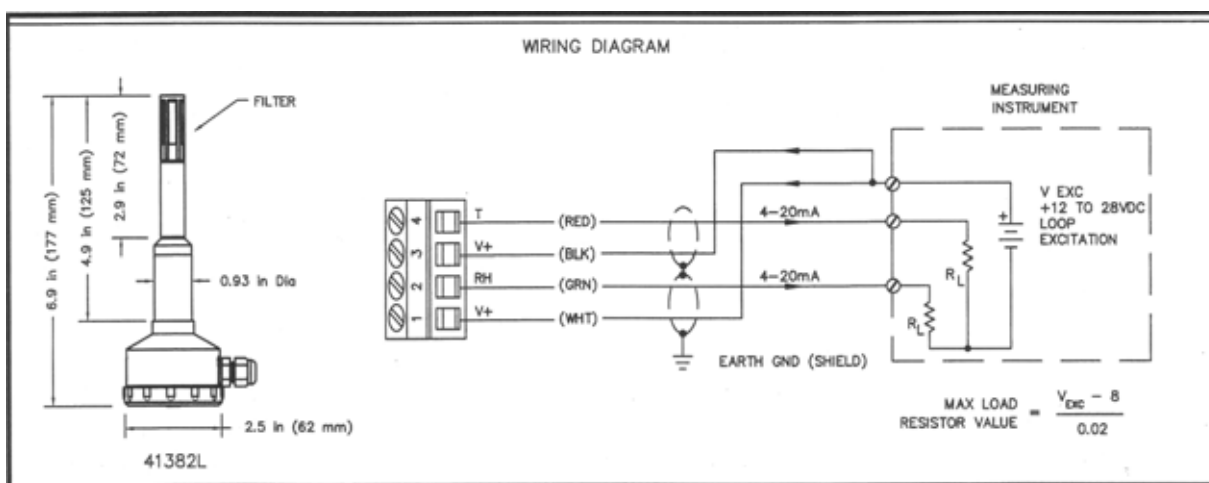 WIRING DIAGRAM
FILTER
6.9 in (177 mm)
4.9 in (125 mm)
2.9 in (72 mm)
0.93 in Dia
2.5 in (62 mm)
41382L
4
3
2
1
T
V+
RH
V+
(RED)
(BLK)
(GRN)
(WHT)
4-20mA
4-20mA
EARTH GND (SHIELD)
MEASURING
INSTRUMENT
+
V EXC
+12 TO 28VDC
LOOP
EXCITATION
RL
RL
MAX LOAD
RESISTOR VALUE
=
VEXC - 8
0.02